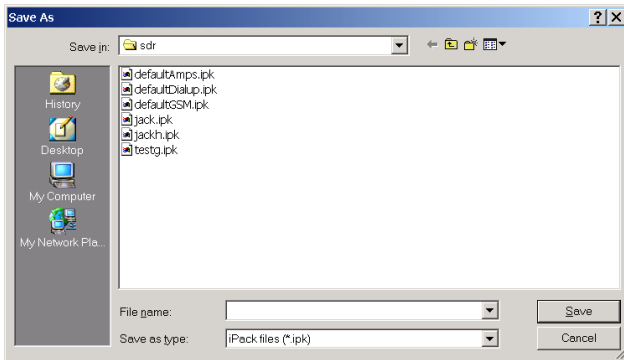 Save As
Save in: sdr
History
Desktop
My Computer
My Network Pla...
defaultAmps.ipk
defaultDialup.ipk
defaultGSM.ipk
jack.ipk
jackh.ipk
testg.ipk
File name:
Save
Save as type: iPack files (*.ipk)
Cancel